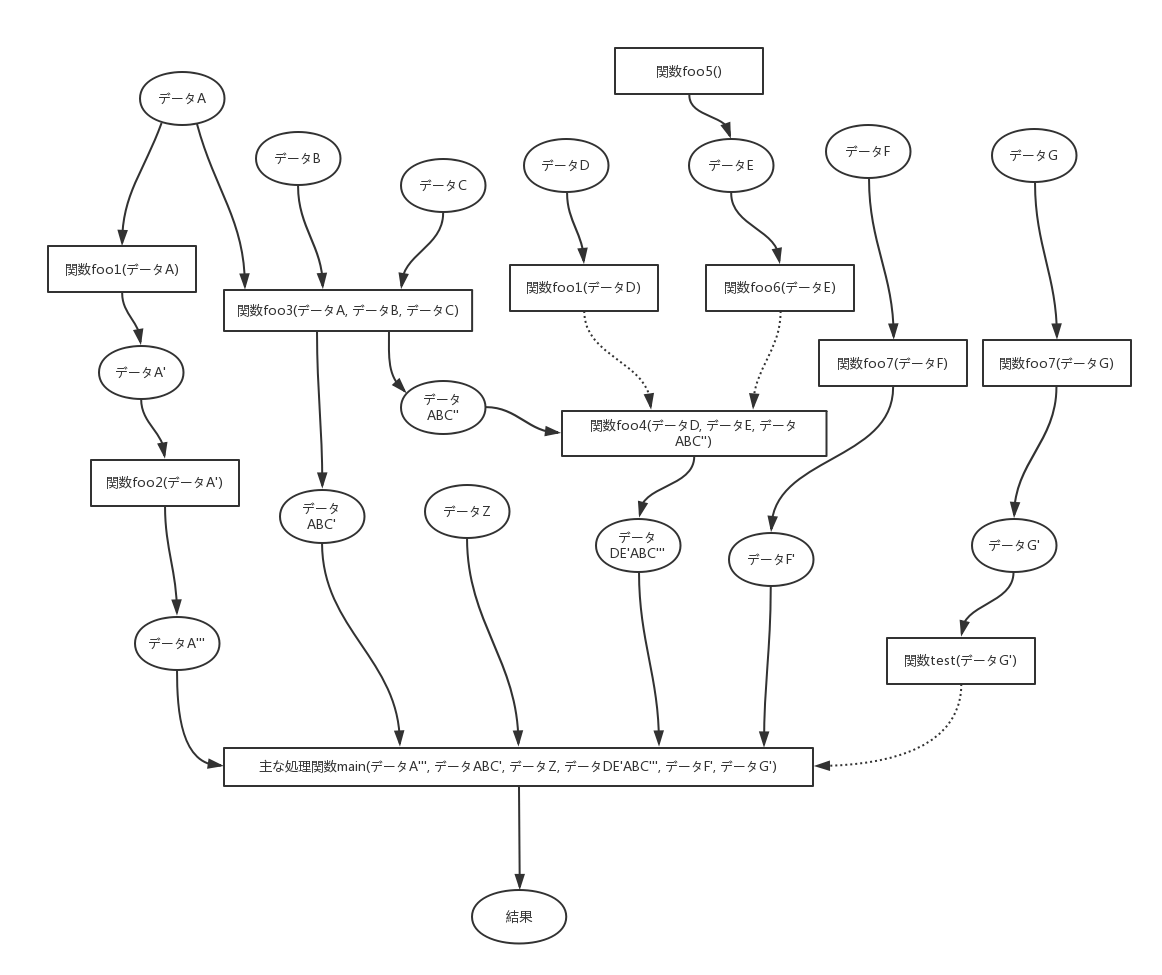 関数foo5()
データA
データB
データC
データD
データE
データF
データG
関数foo1(データA)
関数foo3(データA, データB, データC)
関数foo1(データD)
関数foo6(データE)
関数foo7(データF)
関数foo7(データG)
データA'
データ
ABC''
関数foo4(データD, データE, データ
ABC'')
関数foo2(データA')
データ
ABC'
データZ
データ
DE'ABC'''
データF'
データG'
データA'''
関数test(データG')
主な処理関数main(データA''', データABC', データZ, データDE'ABC''', データF', データG')
結果